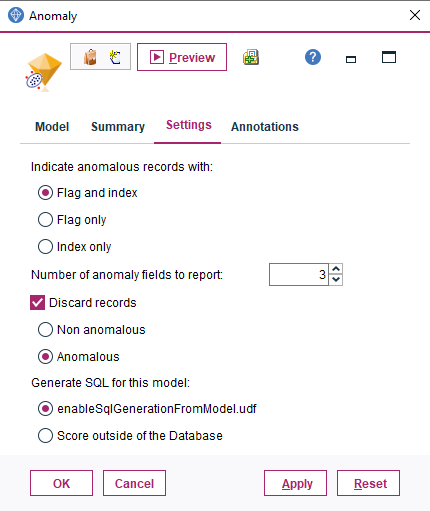 Anomaly
Preview
?
Model Summary Settings Annotations
Indicate anomalous records with:
Flag and index
Flag only
Index only
Number of anomaly fields to report: 3
Discard records
Non anomalous
Anomalous
Generate SQL for this model:
enableSqlGenerationFromModel.udf
Score outside of the Database
OK Cancel Apply Reset